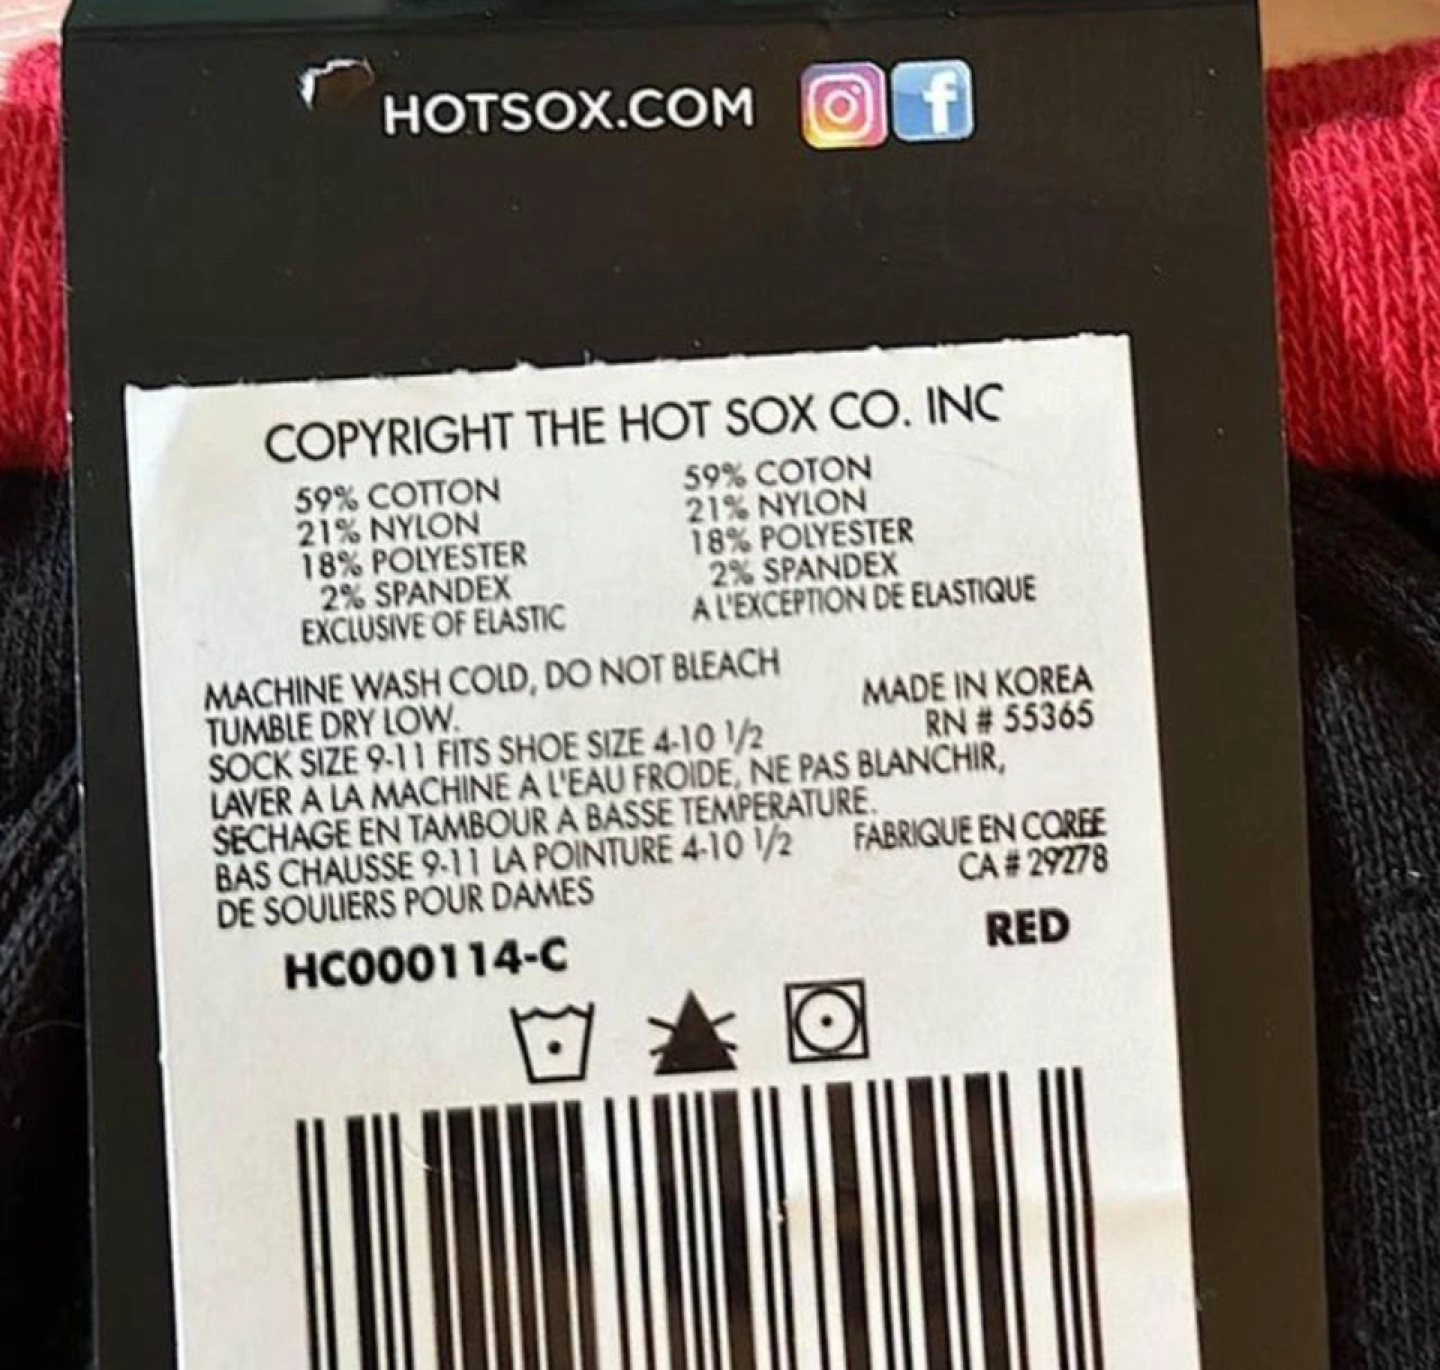 HOTSOX.COM
COPYRIGHT THE HOT SOX CO. INC
59% COTTON
21% NYLON
18% POLYESTER
2% SPANDEX
EXCLUSIVE OF ELASTIC
59% COTON
21% NYLON
18% POLYESTER
2% SPANDEX
A L'EXCEPTION DE ELASTIQUE
MACHINE WASH COLD, DO NOT BLEACH
TUMBLE DRY LOW.
MADE IN KOREA
RN # 55365
SOCK SIZE 9-11 FITS SHOE SIZE 4-10 1/2
LAVER A LA MACHINE A L'EAU FROIDE, NE PAS BLANCHIR,
SECHAGE EN TAMBOUR A BASSE TEMPERATURE.
BAS CHAUSSE 9-11 LA POINTURE 4-10 1/2
DE SOULIERS POUR DAMES
FABRIQUE EN COREE
CA # 29278
HC000114-C
RED